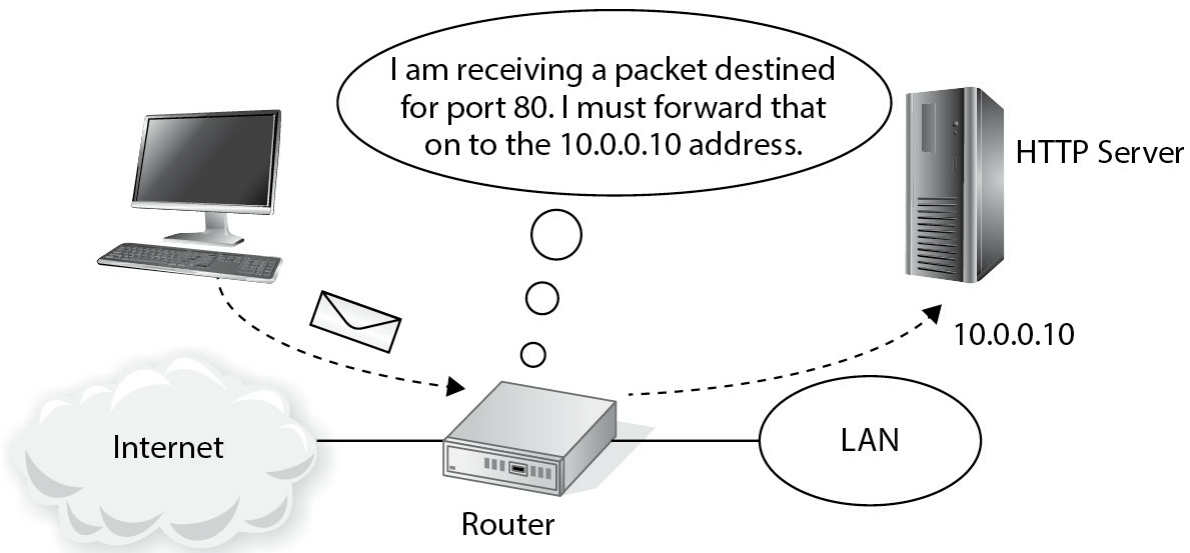 I am receiving a packet destined
for port 80. I must forward that
on to the 10.0.0.10 address.
HTTP Server
10.0.0.10
Internet
LAN
Router